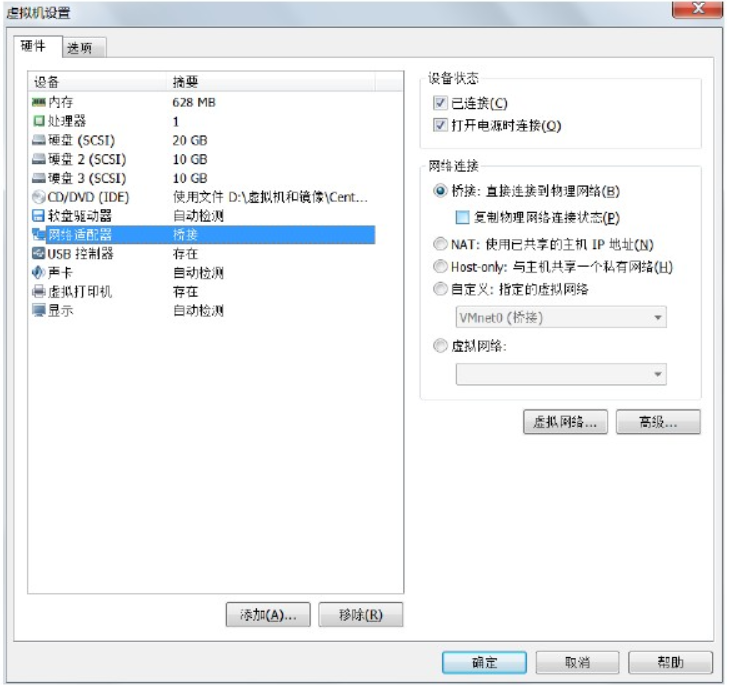 虚拟机设置
硬件 选项
设备 摘要
内存 628 MB
处理器 1
硬盘 (SCSI) 20 GB
硬盘 2 (SCSI) 10 GB
硬盘 3 (SCSI) 10 GB
CD/DVD (IDE) 使用文件 D:\虚拟机和镜像\Cent...
软盘驱动器 自动检测
网络适配器 桥接
USB 控制器 存在
声卡 自动检测
虚拟打印机 存在
显示 自动检测
添加(A)... 移除(R)
设备状态
已连接(C)
打开电源时连接(O)
网络连接
桥接: 直接连接到物理网络(B)
复制物理网络连接状态(P)
NAT: 使用已共享的主机 IP 地址(N)
Host-only: 与主机共享一个私有网络(H)
自定义: 指定的虚拟网络
VMnet0 (桥接)
虚拟网络:
虚拟网络... 高级...
确定 取消 帮助